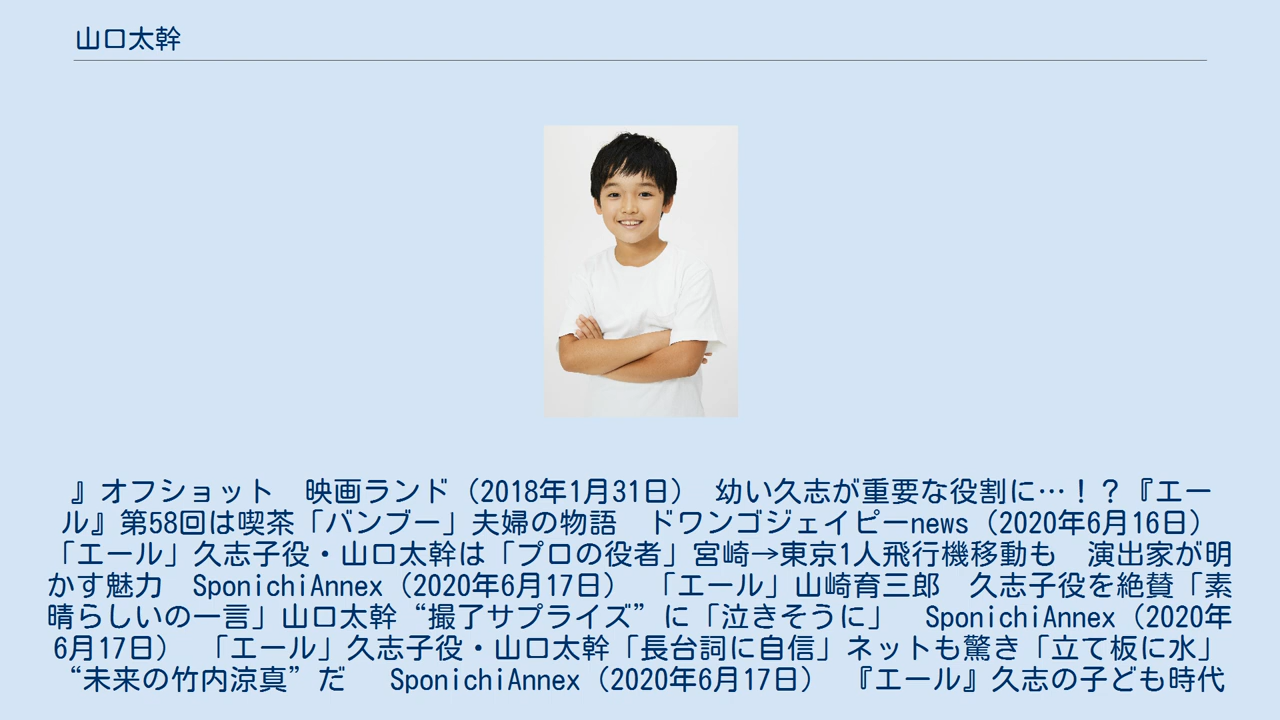 山口太幹
』オフショット　映画ランド（2018年1月31日）　幼い久志が重要な役割に…！？『エー
ル』第58回は喫茶「バンブー」夫婦の物語　ドワンゴジェイピーnews（2020年6月16日）
「エール」久志子役・山口太幹は「プロの役者」宮崎→東京1人飛行機移動も　演出家が明
かす魅力　SponichiAnnex（2020年6月17日）　「エール」山崎育三郎　久志子役を絶賛「素
晴らしいの一言」山口太幹“撮了サプライズ”に「泣きそうに」　SponichiAnnex（2020年
6月17日）　「エール」久志子役・山口太幹「長台詞に自信」ネットも驚き「立て板に水」
“未来の竹内涼真”だ　SponichiAnnex（2020年6月17日）　『エール』久志の子ども時代